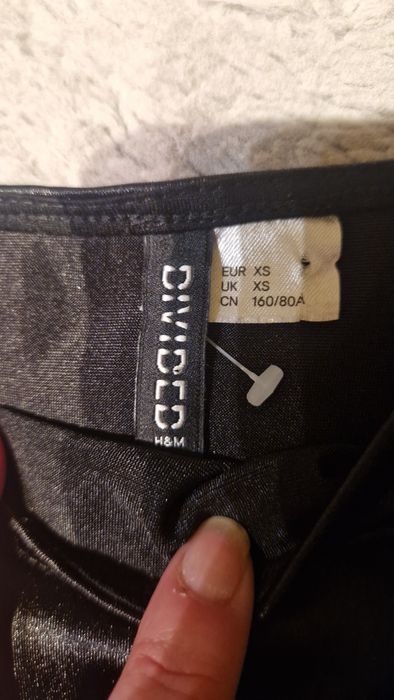 DIVIDED
H&M
EUR XS
UK XS
CN 160/80A